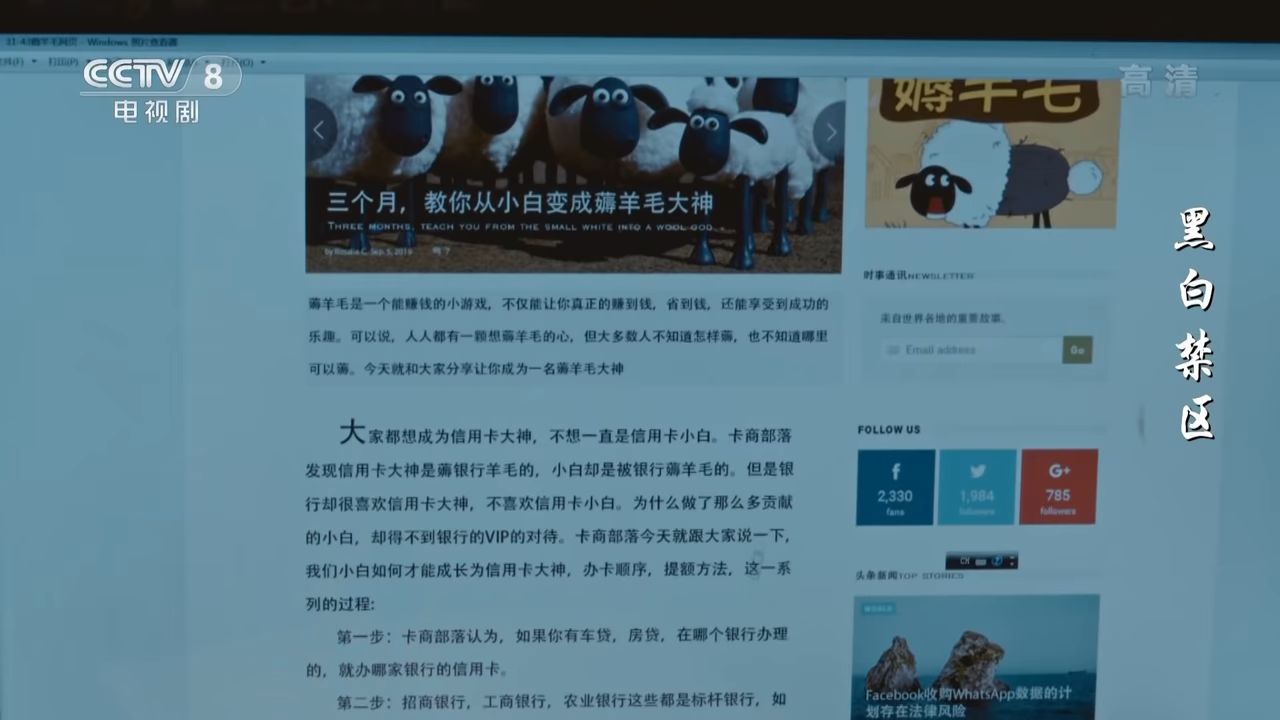 Windows 照片查看器
CCTV 8
电视剧
高清
薅羊毛
三个月，教你从小白变成薅羊毛大神
THREE MONTHS, TEACH YOU FROM THE SMALL WHITE INTO A WOOL GOD
by Rosalie C. Sep. 5, 2019
薅羊毛是一个能赚钱的小游戏，不仅能让你真正的赚到钱，省到钱，还能享受到成功的
乐趣。可以说，人人都有一颗想薅羊毛的心，但大多数人不知道怎样薅，也不知道哪里
可以薅。今天就和大家分享让你成为一名薅羊毛大神
大家都想成为信用卡大神，不想一直是信用卡小白。卡商部落
发现信用卡大神是薅银行羊毛的，小白却是被银行薅羊毛的。但是银
行却很喜欢信用卡大神，不喜欢信用卡小白。为什么做了那么多贡献
的小白，却得不到银行的VIP的对待。卡商部落今天就跟大家说一下，
我们小白如何才能成长为信用卡大神，办卡顺序，提额方法，这一系
列的过程:
第一步：卡商部落认为，如果你有车贷，房贷，在哪个银行办理
的，就办哪家银行的信用卡。
第二步：招商银行，工商银行，农业银行这些都是标杆银行，如
时事通讯NEWSLETTER
来自世界各地的重要故事.
Email address
Go
FOLLOW US
2,330
fans
1,984
followers
G+
785
followers
CH
头条新闻TOP STORIES
WORLD
Facebook收购WhatsApp数据的计
划存在法律风险
黑白禁区